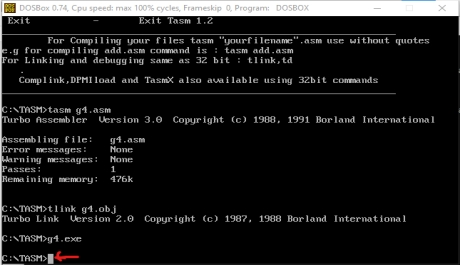 DOSBox 0.74, Cpu speed: max 100% cycles, Frameskip 0, Program: DOSBOX
Exit - Exit Tasm 1.2
For Compiling your files tasm "yourfilename".asm use without quotes
e.g for compiling add.asm command is : tasm add.asm
For Linking and debugging same as 32 bit : tlink,td
.
Complink,DPMIload and TasmX also available using 32bit commands
C:\TASM>tasm g4.asm
Turbo Assembler Version 3.0 Copyright (c) 1988, 1991 Borland International
Assembling file: g4.asm
Error messages: None
Warning messages: None
Passes: 1
Remaining memory: 476k
C:\TASM>tlink g4.obj
Turbo Link Version 2.0 Copyright (c) 1987, 1988 Borland International
C:\TASM>g4.exe
C:\TASM>